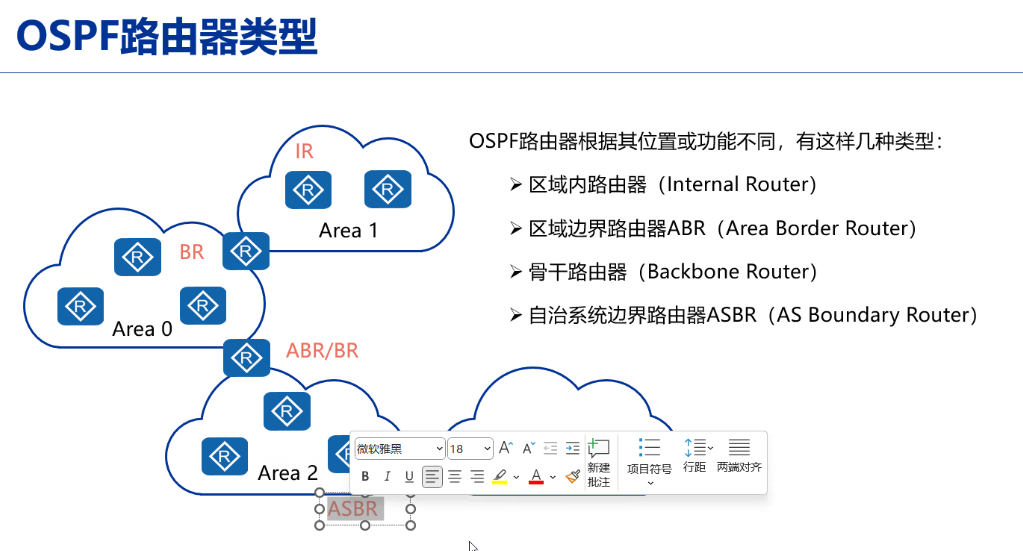 OSPF路由器类型
OSPF路由器根据其位置或功能不同，有这样几种类型：
区域内路由器（Internal Router）
区域边界路由器ABR（Area Border Router）
骨干路由器（Backbone Router）
自治系统边界路由器ASBR（AS Boundary Router）
IR
R
R
Area 1
R
BR
R
R
R
Area 0
R
ABR/BR
R
R
R
Area 2
ASBR
微软雅黑
18
A A
B I U
A
新建
批注
项目符号
行距
两端对齐